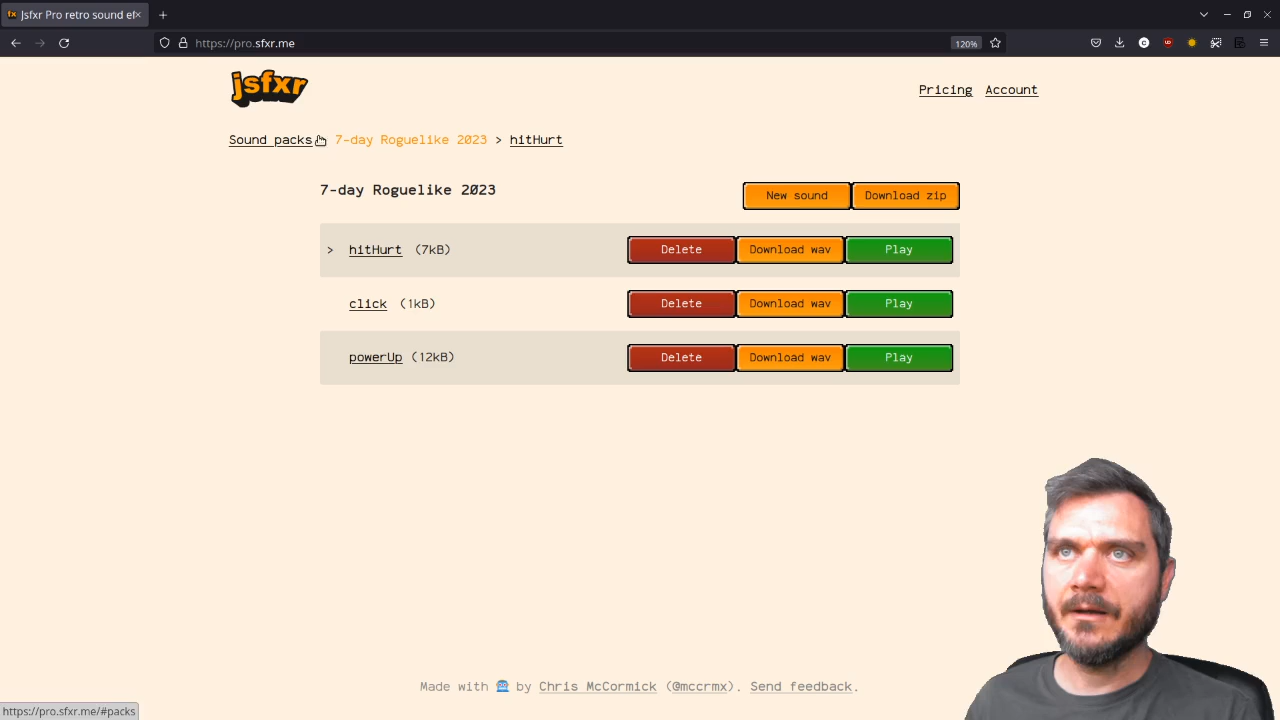 Jsfxr Pro retro sound ef
https://pro.sfxr.me
120%
jsfxr
Pricing Account
Sound packs 7-day Roguelike 2023 > hitHurt
7-day Roguelike 2023
New sound Download zip
> hitHurt (7kB) Delete Download wav Play
click (1kB) Delete Download wav Play
powerUp (12kB) Delete Download wav Play
Made with by Chris McCormick (@mccrmx). Send feedback.
https://pro.sfxr.me/#packs